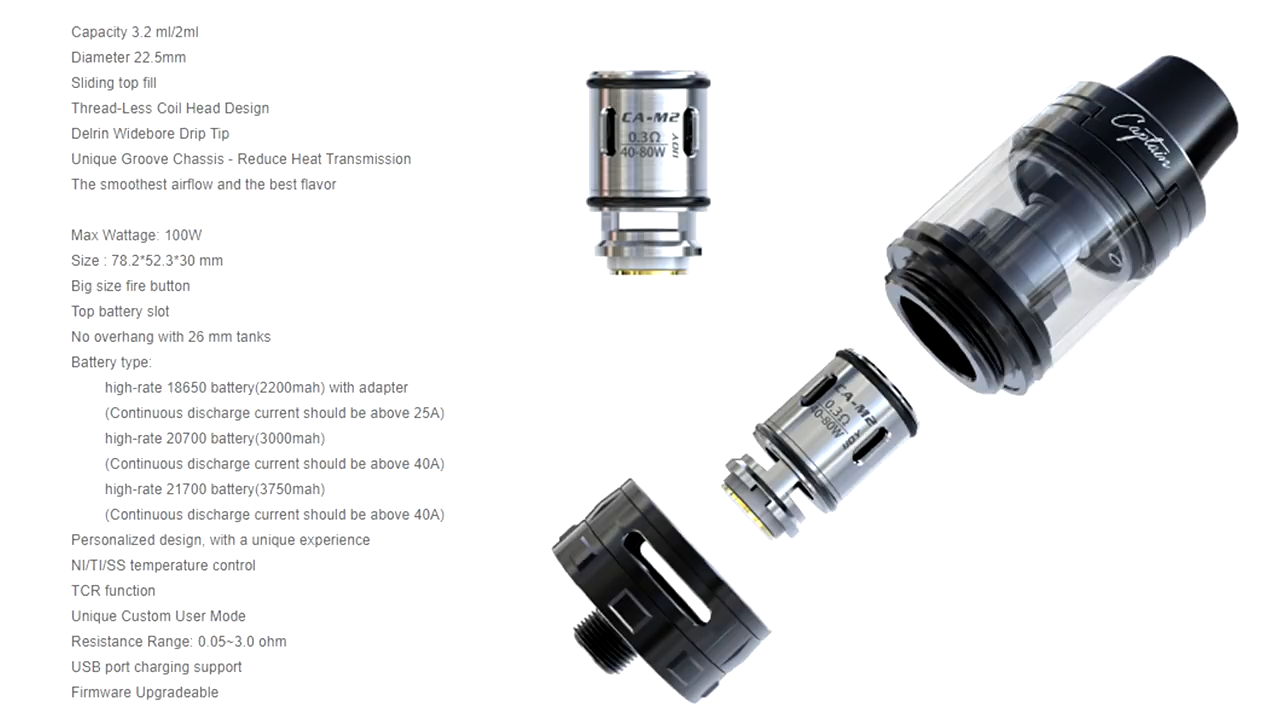 Capacity 3.2 ml/2ml
Diameter 22.5mm
Sliding top fill
Thread-Less Coil Head Design
Delrin Widebore Drip Tip
Unique Groove Chassis - Reduce Heat Transmission
The smoothest airflow and the best flavor
Max Wattage: 100W
Size : 78.2*52.3*30 mm
Big size fire button
Top battery slot
No overhang with 26 mm tanks
Battery type:
high-rate 18650 battery(2200mah) with adapter
(Continuous discharge current should be above 25A)
high-rate 20700 battery(3000mah)
(Continuous discharge current should be above 40A)
high-rate 21700 battery(3750mah)
(Continuous discharge current should be above 40A)
Personalized design, with a unique experience
NI/TI/SS temperature control
TCR function
Unique Custom User Mode
Resistance Range: 0.05~3.0 ohm
USB port charging support
Firmware Upgradeable
CA-M2
0.3Ω
40-80W
IJOY
Captain
CA-M2
0.3Ω
40-80W
IJOY